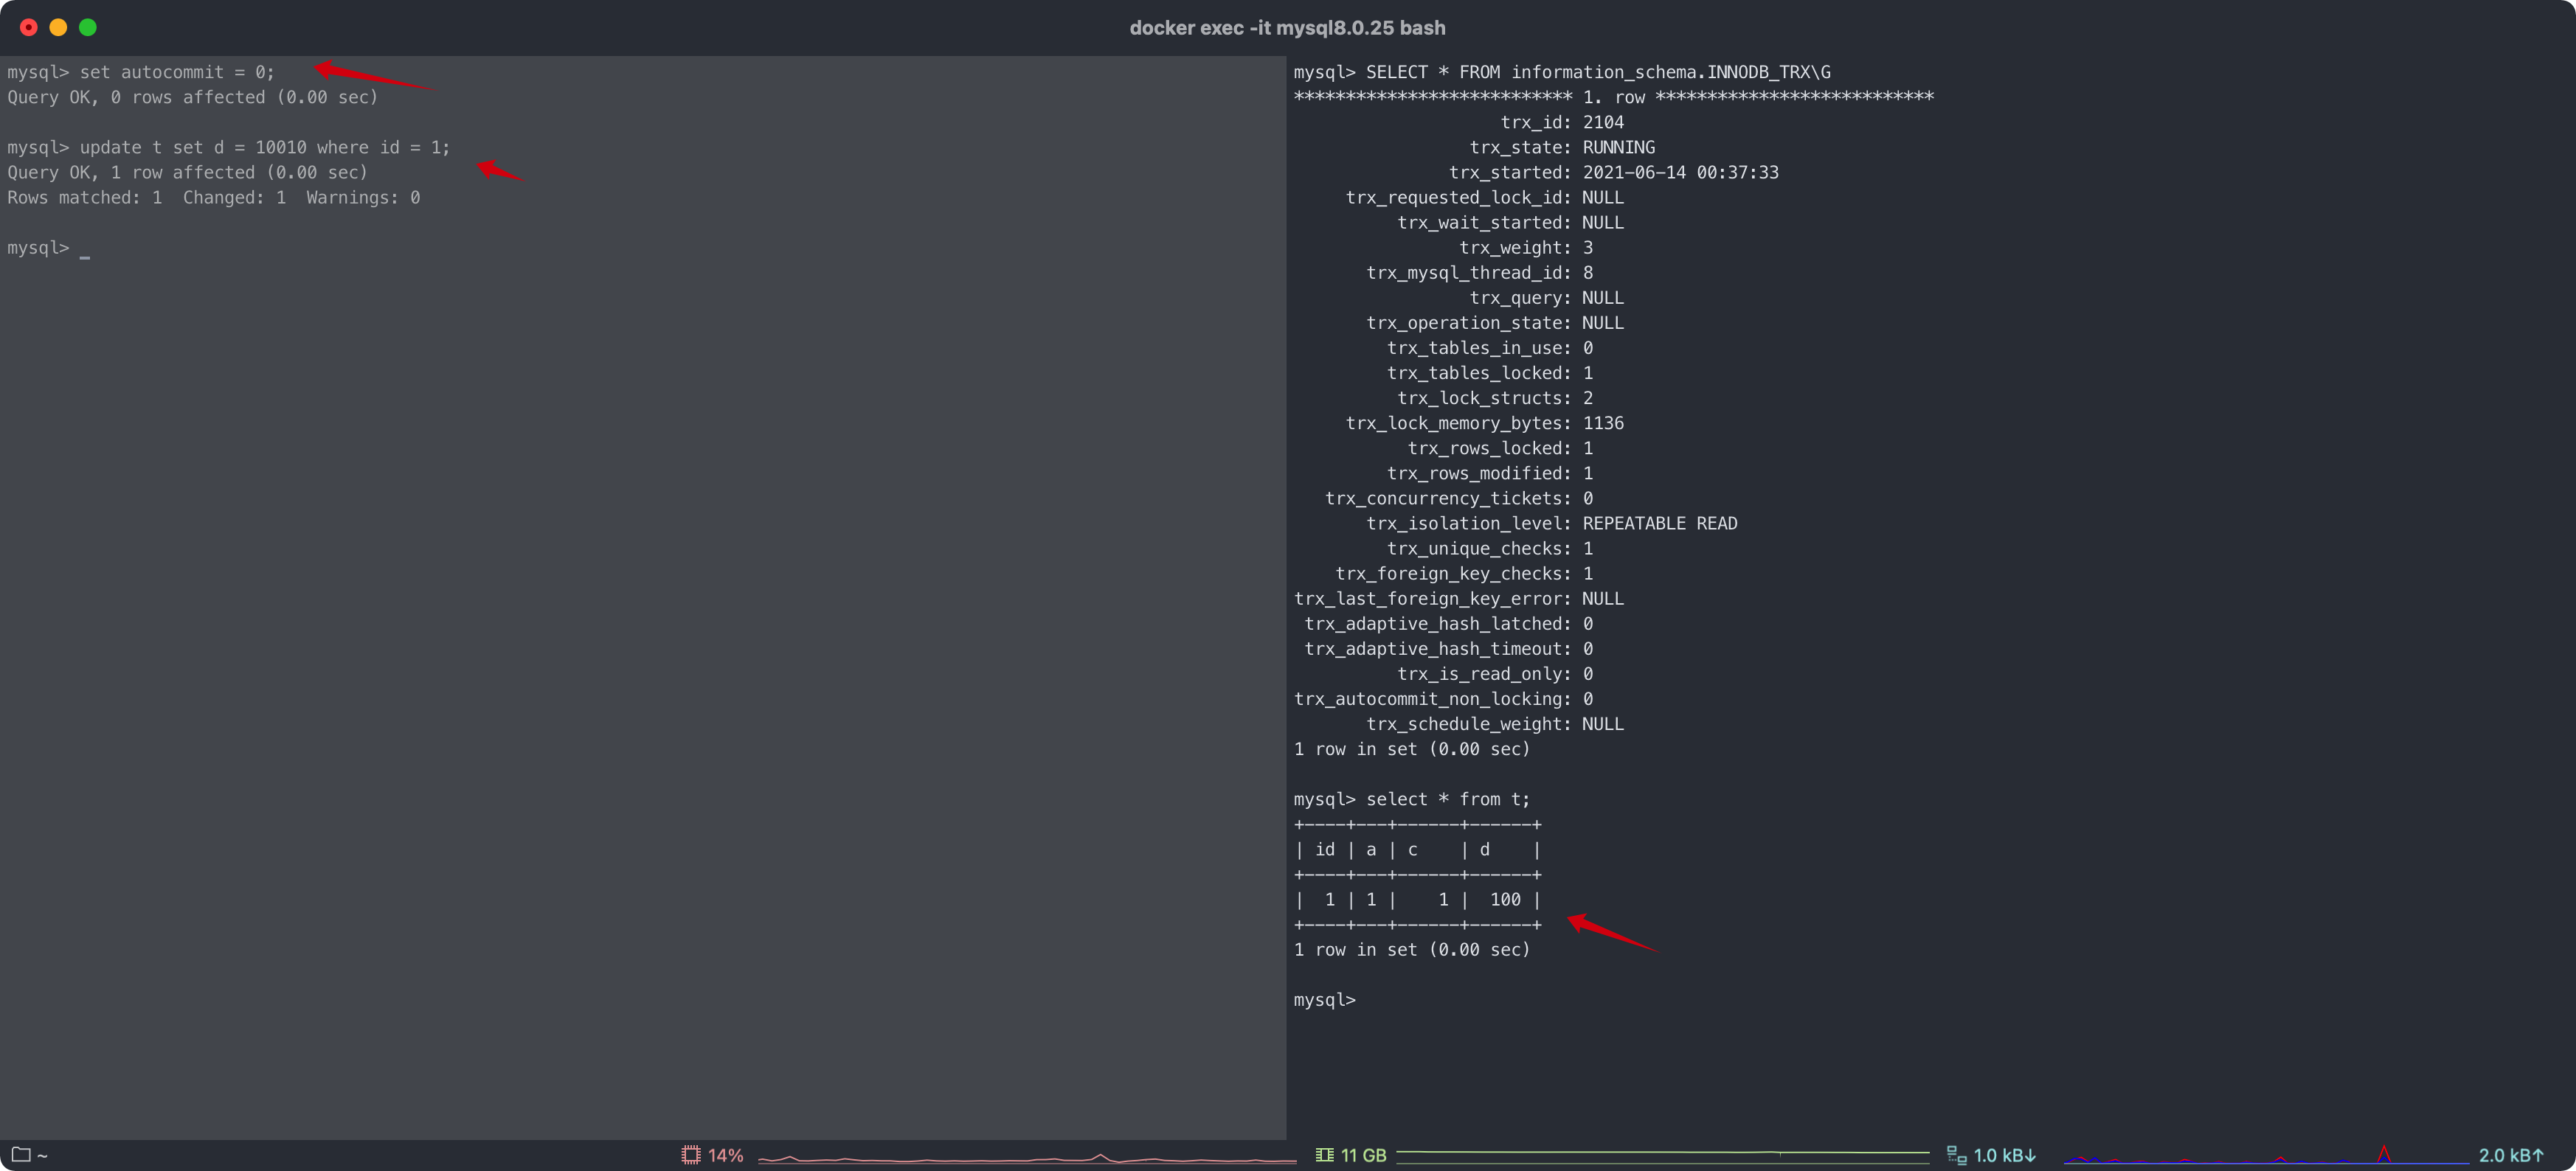 docker exec -it mysql8.0.25 bash
mysql> set autocommit = 0;
Query OK, 0 rows affected (0.00 sec)
mysql> update t set d = 10010 where id = 1;
Query OK, 1 row affected (0.00 sec)
Rows matched: 1  Changed: 1  Warnings: 0
mysql> _
mysql> SELECT * FROM information_schema.INNODB_TRX\G
*************************** 1. row ***************************
trx_id: 2104
trx_state: RUNNING
trx_started: 2021-06-14 00:37:33
trx_requested_lock_id: NULL
trx_wait_started: NULL
trx_weight: 3
trx_mysql_thread_id: 8
trx_query: NULL
trx_operation_state: NULL
trx_tables_in_use: 0
trx_tables_locked: 1
trx_lock_structs: 2
trx_lock_memory_bytes: 1136
trx_rows_locked: 1
trx_rows_modified: 1
trx_concurrency_tickets: 0
trx_isolation_level: REPEATABLE READ
trx_unique_checks: 1
trx_foreign_key_checks: 1
trx_last_foreign_key_error: NULL
trx_adaptive_hash_latched: 0
trx_adaptive_hash_timeout: 0
trx_is_read_only: 0
trx_autocommit_non_locking: 0
trx_schedule_weight: NULL
1 row in set (0.00 sec)
mysql> select * from t;
+----+---+------+------+
| id | a | c    | d    |
+----+---+------+------+
|  1 | 1 |    1 |  100 |
+----+---+------+------+
1 row in set (0.00 sec)
mysql>
~ 14% 11 GB 1.0 kB↓ 2.0 kB↑